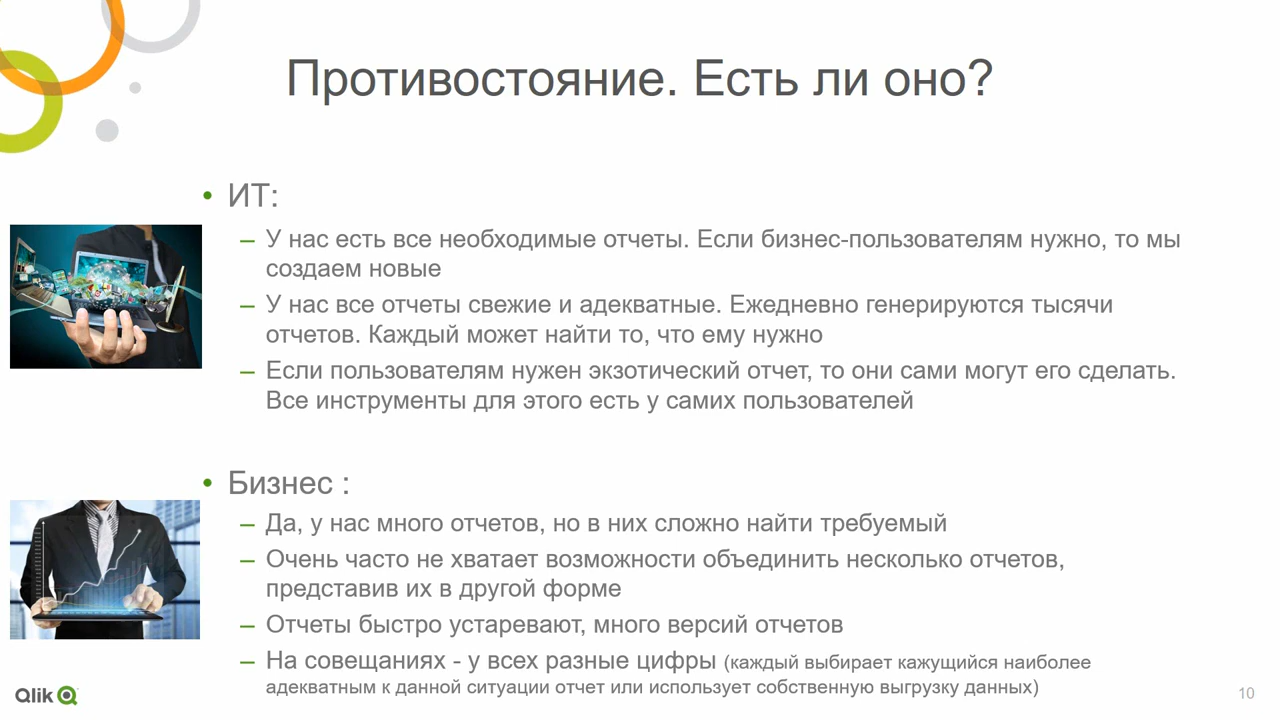 Противостояние. Есть ли оно?
• ИТ:
– У нас есть все необходимые отчеты. Если бизнес-пользователям нужно, то мы
создаем новые
– У нас все отчеты свежие и адекватные. Ежедневно генерируются тысячи
отчетов. Каждый может найти то, что ему нужно
– Если пользователям нужен экзотический отчет, то они сами могут его сделать.
Все инструменты для этого есть у самих пользователей
• Бизнес :
– Да, у нас много отчетов, но в них сложно найти требуемый
– Очень часто не хватает возможности объединить несколько отчетов,
представив их в другой форме
– Отчеты быстро устаревают, много версий отчетов
– На совещаниях - у всех разные цифры (каждый выбирает кажущийся наиболее
адекватным к данной ситуации отчет или использует собственную выгрузку данных)
Qlik
10